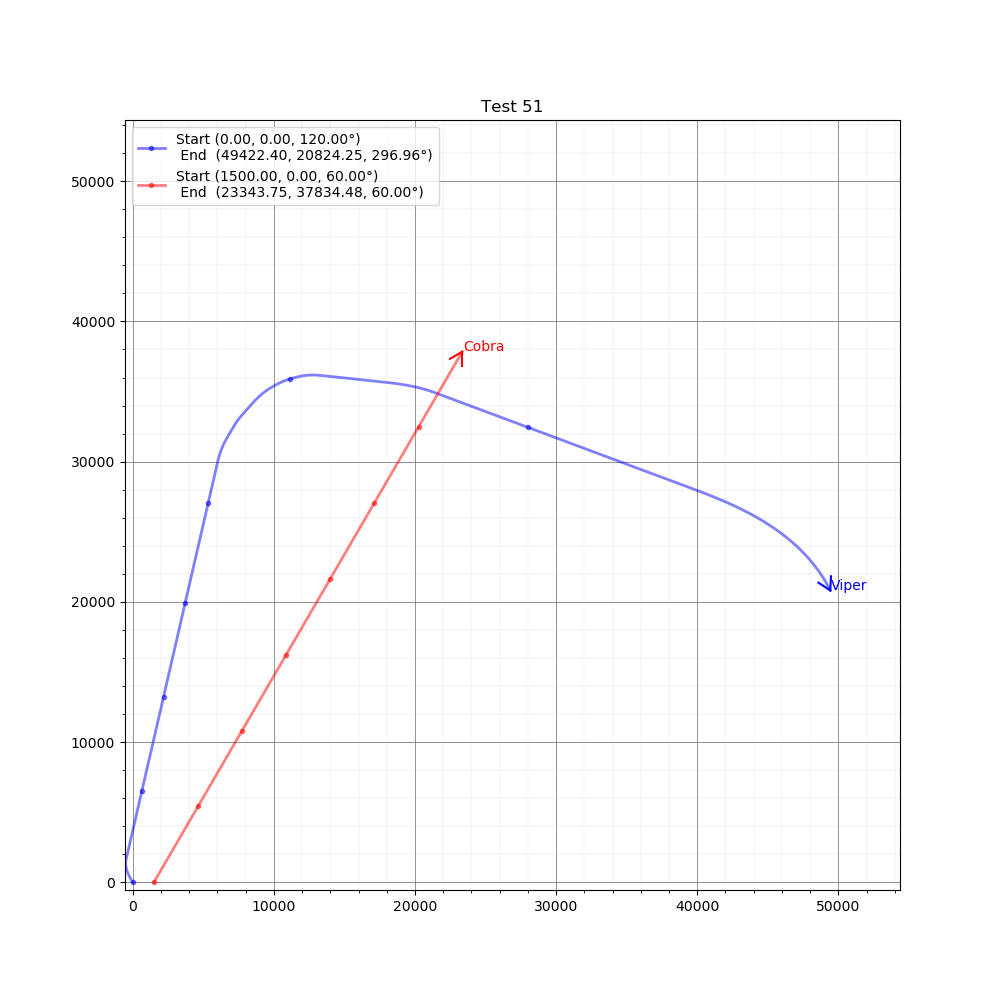 Test 51
Start (0.00, 0.00, 120.00°)
End  (49422.40, 20824.25, 296.96°)
Start (1500.00, 0.00, 60.00°)
End  (23343.75, 37834.48, 60.00°)
50000
40000
30000
20000
10000
0
Cobra
Viper
0
10000
20000
30000
40000
50000